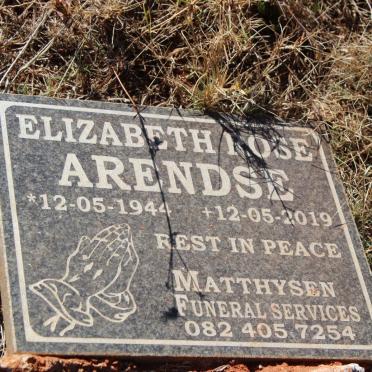 ELIZABETH ROSE
ARENDSE
*12-05-1944 +12-05-2019
REST IN PEACE
MATTHYSEN
FUNERAL SERVICES
082 405 7254